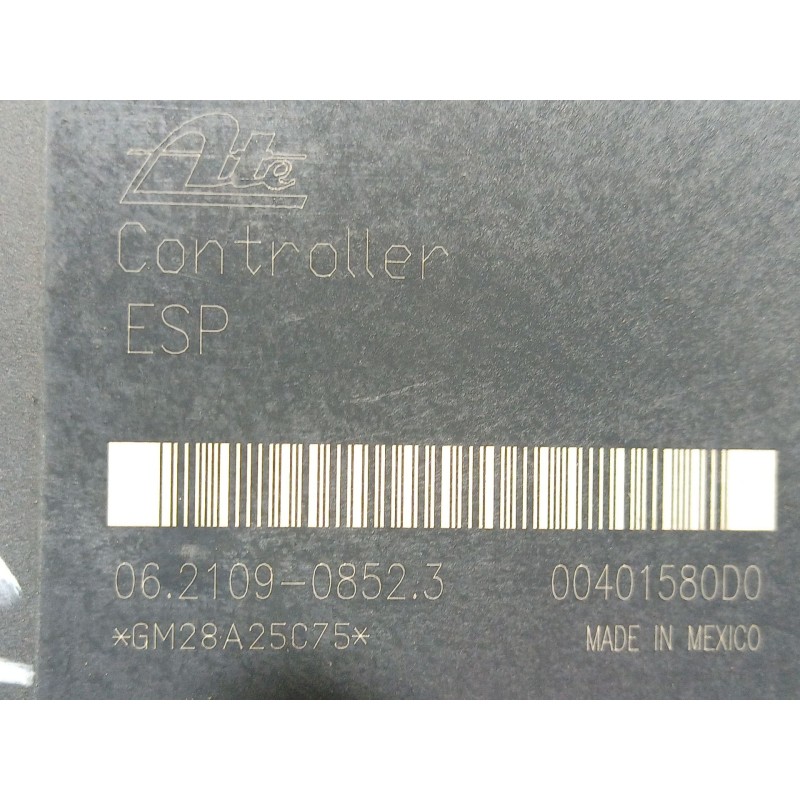 Ate
Controller
ESP
06.2109-0852.3 00401580D0
*GM28A25C75*
MADE IN MEXICO